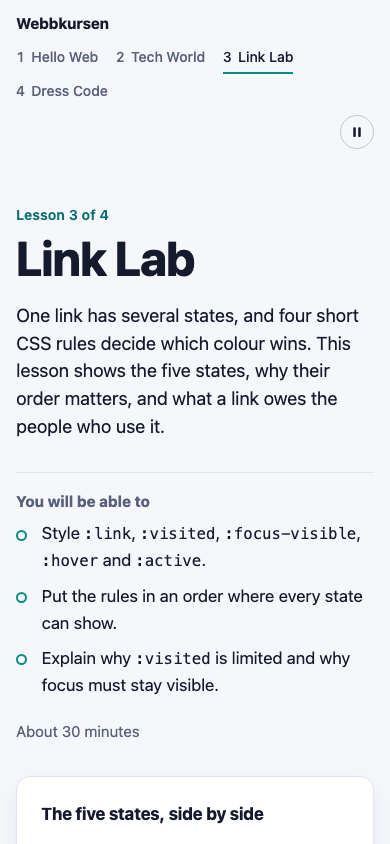 Webbkursen
1 Hello Web 2 Tech World 3 Link Lab
4 Dress Code
Lesson 3 of 4
Link Lab
One link has several states, and four short
CSS rules decide which colour wins. This
lesson shows the five states, why their
order matters, and what a link owes the
people who use it.
You will be able to
Style :link, :visited, :focus-visible,
:hover and :active.
Put the rules in an order where every state
can show.
Explain why :visited is limited and why
focus must stay visible.
About 30 minutes
The five states, side by side